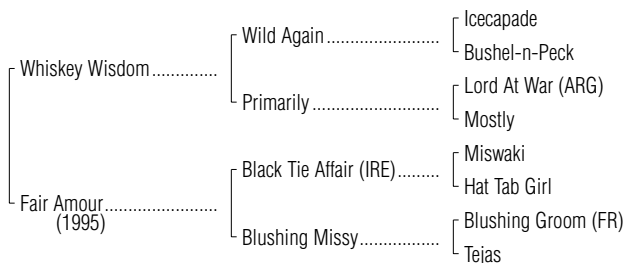 Icecapade
Wild Again
Bushel-n-Peck
Whiskey Wisdom
Lord At War (ARG)
Primarily
Mostly
Miswaki
Black Tie Affair (IRE)
Hat Tab Girl
Fair Amour
(1995)
Blushing Groom (FR)
Blushing Missy
Tejas